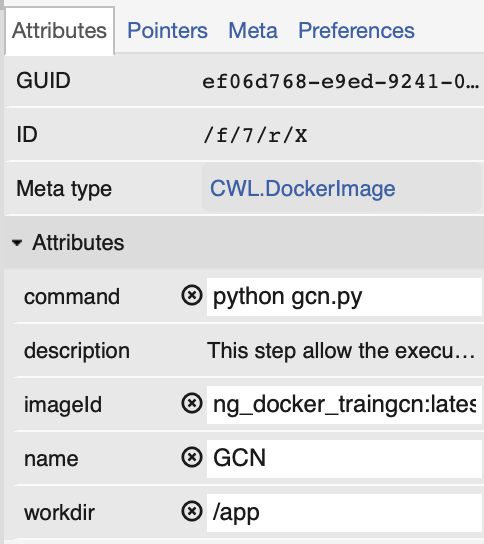 Attributes Pointers Meta Preferences
GUID ef06d768-e9ed-9241-0…
ID /f/7/r/X
Meta type CWL.DockerImage
Attributes
command python gcn.py
description This step allow the execu…
imageId ng_docker_traingcn:lates
name GCN
workdir /app